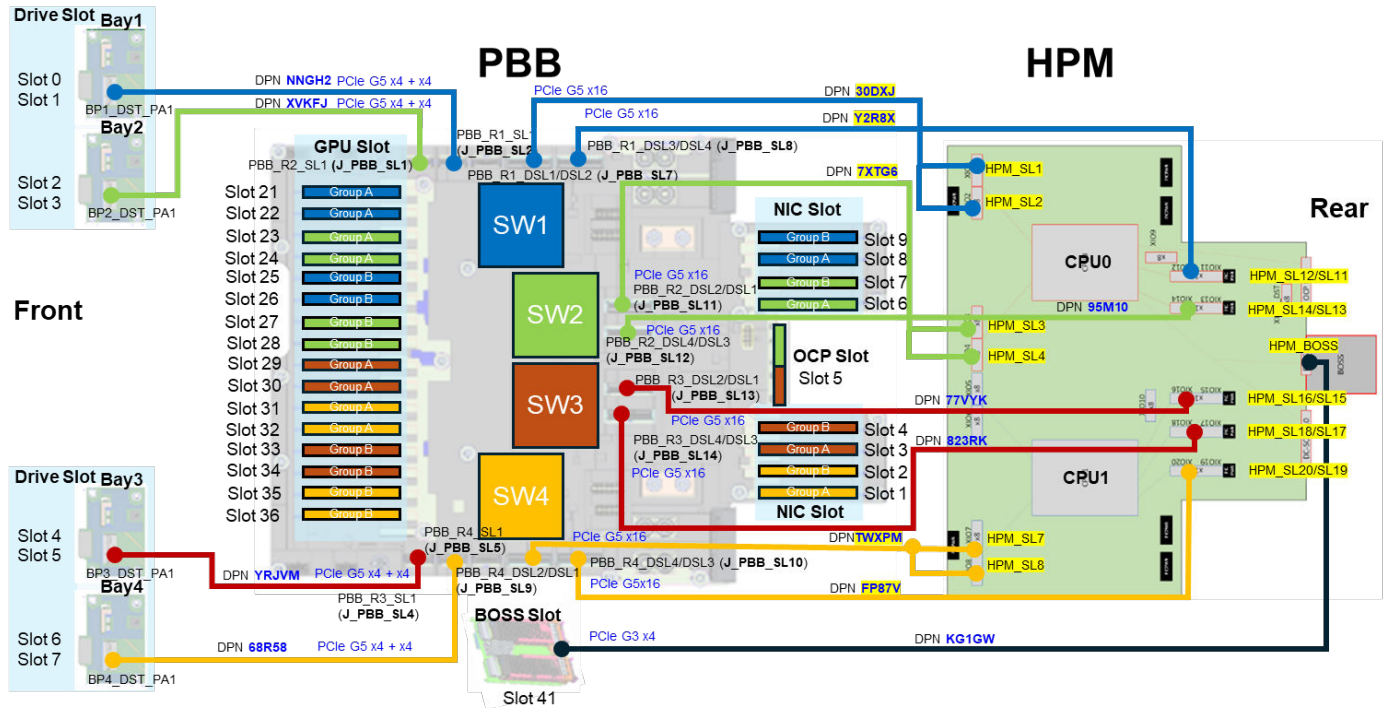 Drive Slot Bay1
Slot 0
Slot 1
BP1_DST_PA1
Bay2
Slot 2
Slot 3
BP2_DST_PA1
Front
Drive Slot Bay3
Slot 4
Slot 5
BP3_DST_PA1
Bay4
Slot 6
Slot 7
BP4_DST_PA1
DPN NNGH2 PCIe G5 x4 + x4
DPN XVKFJ PCIe G5 x4 + x4
PBB
GPU Slot
PBB_R2_SL1 (J_PBB_SL1)
PBB_R1_SL1
(J_PBB_SL2
PBB_R1_DSL1/DSL2 (J_PBB_SL7)
PBB_R1_DSL3/DSL4 (J_PBB_SL8)
PCIe G5 x16
PCIe G5 x16
Slot 21 Group A
Slot 22 Group A
Slot 23 Group A
Slot 24 Group A
Slot 25 Group B
Slot 26 Group B
Slot 27 Group B
Slot 28 Group B
Slot 29 Group A
Slot 30 Group A
Slot 31 Group A
Slot 32 Group A
Slot 33 Group B
Slot 34 Group B
Slot 35 Group B
Slot 36 Group B
SW1
SW2
SW3
SW4
PCIe G5 x16
PBB_R2_DSL2/DSL1
(J_PBB_SL11)
PCIe G5 x16
PBB_R2_DSL4/DSL3
(J_PBB_SL12)
PBB_R3_DSL2/DSL1
(J_PBB_SL13)
PCIe G5 x16
PBB_R3_DSL4/DSL3
(J_PBB_SL14)
PCIe G5 x16
NIC Slot
Group B Slot 9
Group A Slot 8
Group B Slot 7
Group A Slot 6
OCP Slot
Slot 5
Group B Slot 4
Group A Slot 3
Group B Slot 2
Group A Slot 1
NIC Slot
PBB_R4_SL1
(J_PBB_SL5)
PCIe G5 x16
PBB_R4_DSL2/DSL1
(J_PBB_SL9)
PBB_R4_DSL4/DSL3 (J_PBB_SL10)
PCIe G5x16
DPN YRJVM PCIe G5 x4 + x4
PBB_R3_SL1
(J_PBB_SL4)
DPN 68R58 PCIe G5 x4 + x4
BOSS Slot
Slot 41
PCIe G3 x4
DPN KG1GW
HPM
DPN 30DXJ
DPN Y2R8X
DPN 7XTG6
DPN 95M10
DPN 77VYK
DPN 823RK
DPNTWXPM
DPN FP87V
HPM_SL1
HPM_SL2
HPM_SL3
HPM_SL4
HPM_SL7
HPM_SL8
CPU0
CPU1
Rear
HPM_SL12/SL11
HPM_SL14/SL13
HPM_BOSS
BOSS
HPM_SL16/SL15
HPM_SL18/SL17
HPM_SL20/SL19